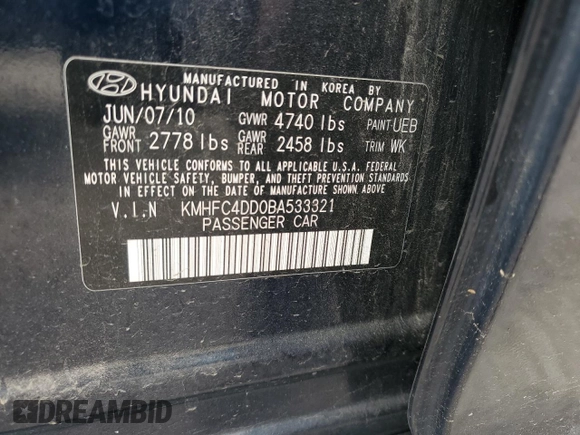 MANUFACTURED IN KOREA BY
HYUNDAI MOTOR COMPANY
JUN/07/10 GVWR 4740 lbs PAINT UEB
GAWR FRONT 2778 lbs GAWR REAR 2458 lbs TRIM WK
THIS VEHICLE CONFORMS TO ALL APPLICABLE U.S.A. FEDERAL
MOTOR VEHICLE SAFETY, BUMPER, AND THEFT PREVENTION STANDARDS
IN EFFECT ON THE DATE OF MANUFACTURE SHOWN ABOVE.
V.I.N KMHFC4DD0BA533321
PASSENGER CAR
DREAMBID